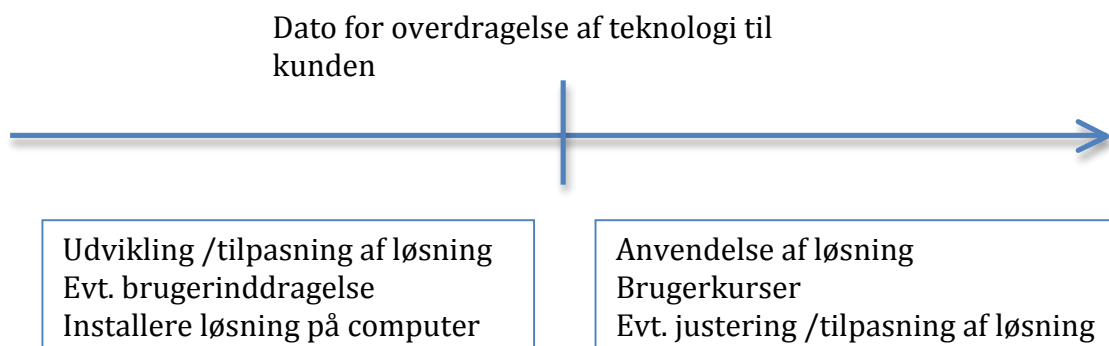 Dato for overdragelse af teknologi til
kunden
Udvikling /tilpasning af løsning
Evt. brugerinddragelse
Installere løsning på computer
Anvendelse af løsning
Brugerkurser
Evt. justering /tilpasning af løsning